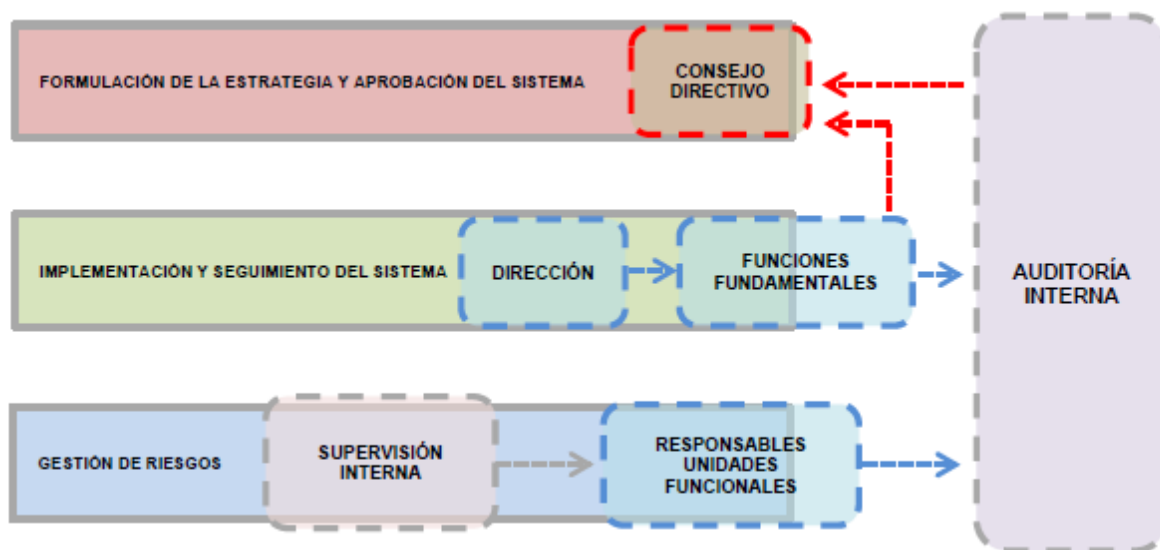 FORMULACIÓN DE LA ESTRATEGIA Y APROBACIÓN DEL SISTEMA
CONSEJO
DIRECTIVO
IMPLEMENTACIÓN Y SEGUIMIENTO DEL SISTEMA
DIRECCIÓN
FUNCIONES
FUNDAMENTALES
AUDITORÍA
INTERNA
GESTIÓN DE RIESGOS
SUPERVISIÓN
INTERNA
RESPONSABLES
UNIDADES
FUNCIONALES